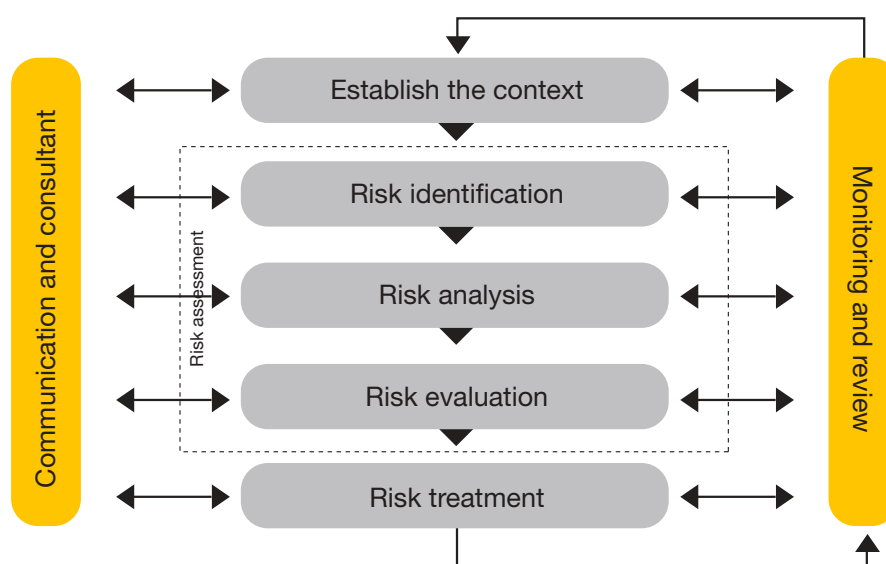 Establish the context
Communication and consultant
Risk identification
Risk assessment
Risk analysis
Risk evaluation
Risk treatment
Monitoring and review